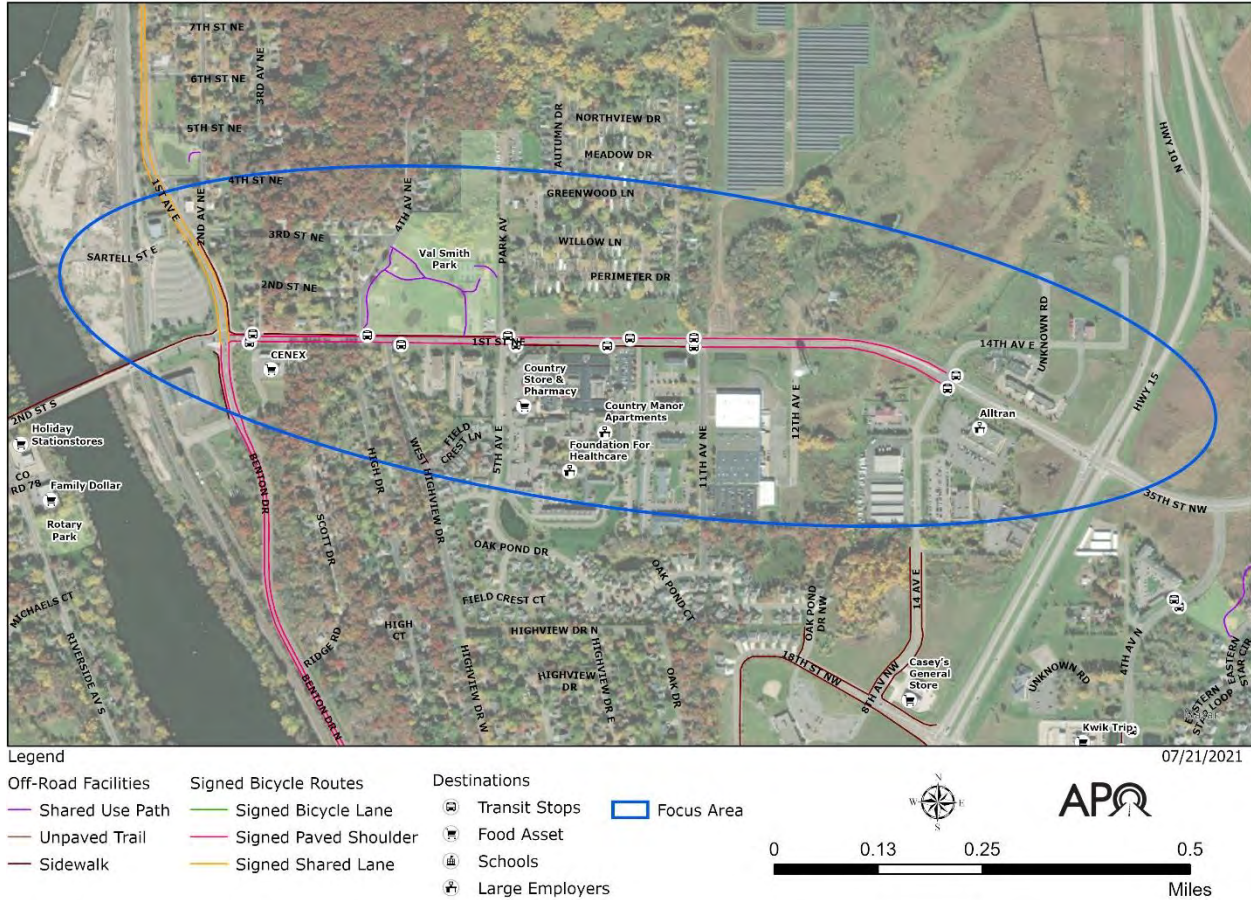 7TH ST NE
3RD AV NE
6TH ST NE
5TH ST NE
4TH ST NE
1ST AV E
2ND AV NE
SARTELL ST E
3RD ST NE
2ND ST NE
4TH AV NE
Val Smith
Park
PARK AV
AUTUMN DR
NORTHVIEW DR
MEADOW DR
GREENWOOD LN
WILLOW LN
PERIMETER DR
HWY 10 N
HWY 15
UNKNOWN RD
14TH AV E
1ST ST NE
CENEX
2ND ST S
Holiday
Stationstores
CO
RD 78
Family Dollar
Rotary
Park
BENTON DR
HIGH DR
WEST HIGHVIEW DR
FIELD
CREST LN
5TH AV E
Country
Store &
Pharmacy
Country Manor
Apartments
Foundation For
Healthcare
11TH AV NE
12TH AV E
Alltran
35TH ST NW
SCOTT DR
OAK POND DR
FIELD CREST CT
OAK POND CT
OAK POND
DR NW
14 AV E
MICHAELS CT
RIVERSIDE AV S
RIDGE RD
HIGH
CT
HIGHVIEW DR N
HIGHVIEW
DR
HIGHVIEW DR W
HIGHVIEW DR E
OAK DR
BENTON DR N
18TH ST NW
8TH AV NW
Casey's
General
Store
UNKNOWN RD
4TH AV N
EASTERN
STAR CIR
EASTERN
STAR LOOP
Kwik Trip
07/21/2021
Legend
Off-Road Facilities
Shared Use Path
Unpaved Trail
Sidewalk
Signed Bicycle Routes
Signed Bicycle Lane
Signed Paved Shoulder
Signed Shared Lane
Destinations
Transit Stops
Food Asset
Schools
Large Employers
Focus Area
N
W E
S
APO
0 0.13 0.25 0.5
Miles